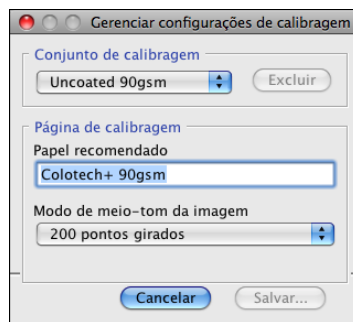 Gerenciar configurações de calibragem
Conjunto de calibragem
Uncoated 90gsm
Excluir
Página de calibragem
Papel recomendado
Colotech+ 90gsm
Modo de meio-tom da imagem
200 pontos girados
Cancelar
Salvar...